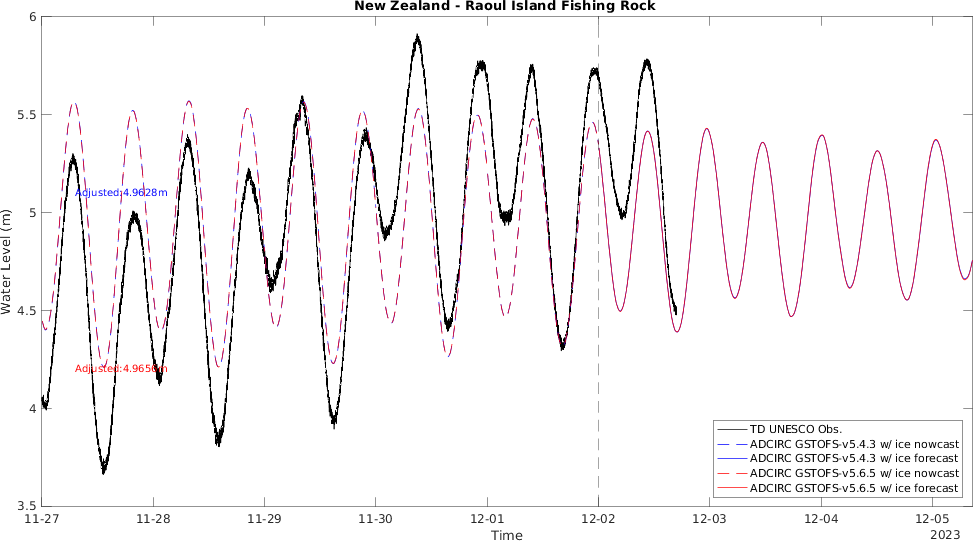 New Zealand - Raoul Island Fishing Rock
Water Level (m)
6
5.5
5
4.5
4
3.5
Adjusted:4.9628m
Adjusted:4.9656m
TD UNESCO Obs.
ADCIRC GSTOFS-v5.4.3 w/ ice nowcast
ADCIRC GSTOFS-v5.4.3 w/ ice forecast
ADCIRC GSTOFS-v5.6.5 w/ ice nowcast
ADCIRC GSTOFS-v5.6.5 w/ ice forecast
11-27 11-28 11-29 11-30 12-01 12-02 12-03 12-04 12-05
Time
2023